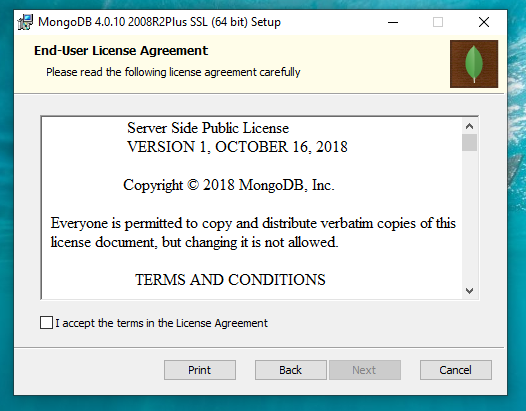 MongoDB 4.0.10 2008R2Plus SSL (64 bit) Setup
End-User License Agreement
Please read the following license agreement carefully
Server Side Public License
VERSION 1, OCTOBER 16, 2018
Copyright © 2018 MongoDB, Inc.
Everyone is permitted to copy and distribute verbatim copies of this
license document, but changing it is not allowed.
TERMS AND CONDITIONS
I accept the terms in the License Agreement
Print Back Next Cancel